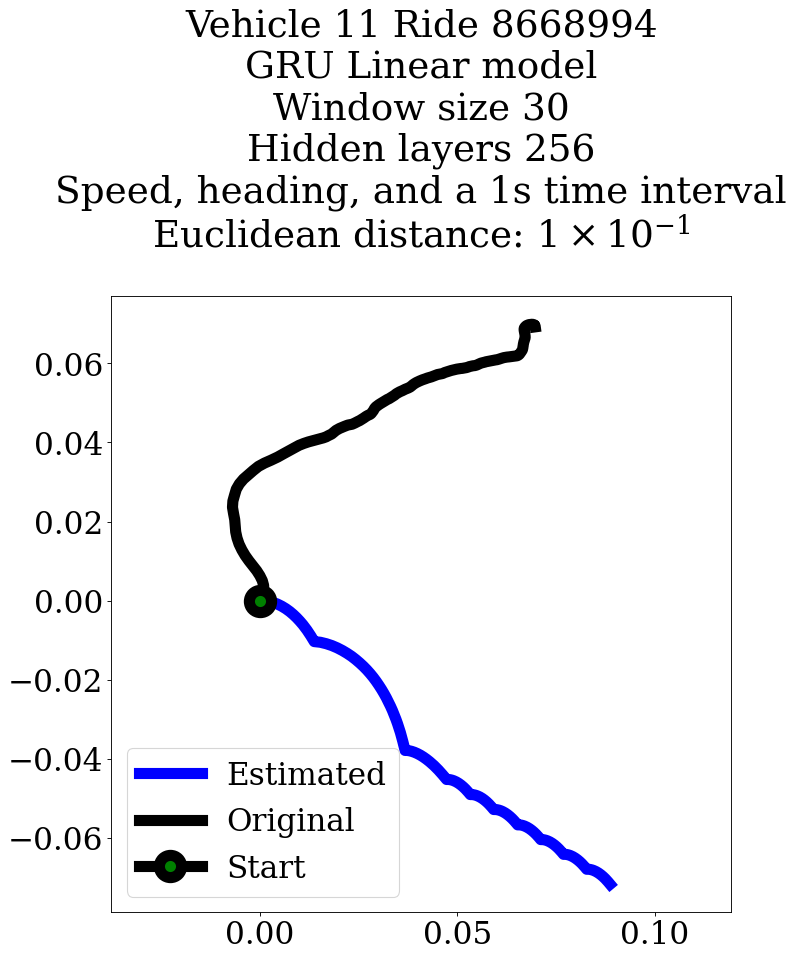 Vehicle 11 Ride 8668994
GRU Linear model
Window size 30
Hidden layers 256
Speed, heading, and a 1s time interval
Euclidean distance: 1 × 10⁻¹
0.06
0.04
0.02
0.00
−0.02
−0.04
−0.06
Estimated
Original
Start
0.00 0.05 0.10